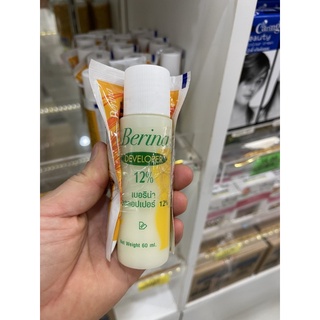 Berina
DEVELOPER
12%
เบอริน่า
ดีเวลลอปเปอร์ 12%
Net Weight 60 ml.